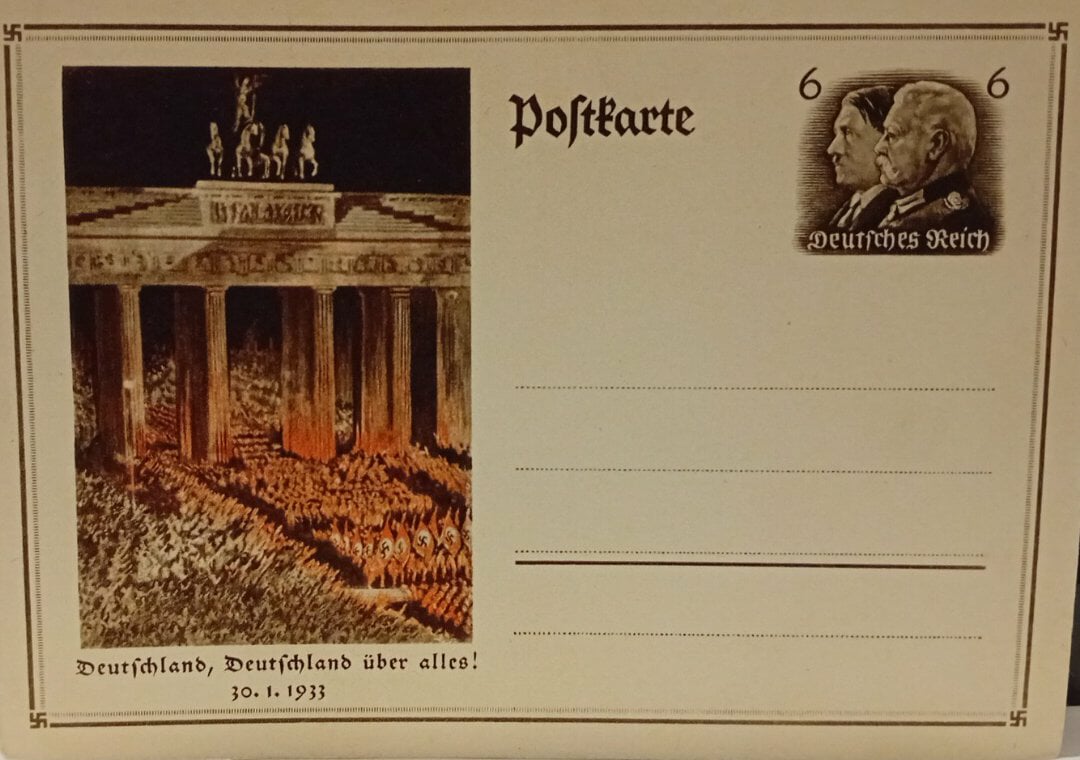 Poſtkarte
6 6
Deutſches Reich
Deutſchland, Deutſchland über alles!
30. 1. 1933